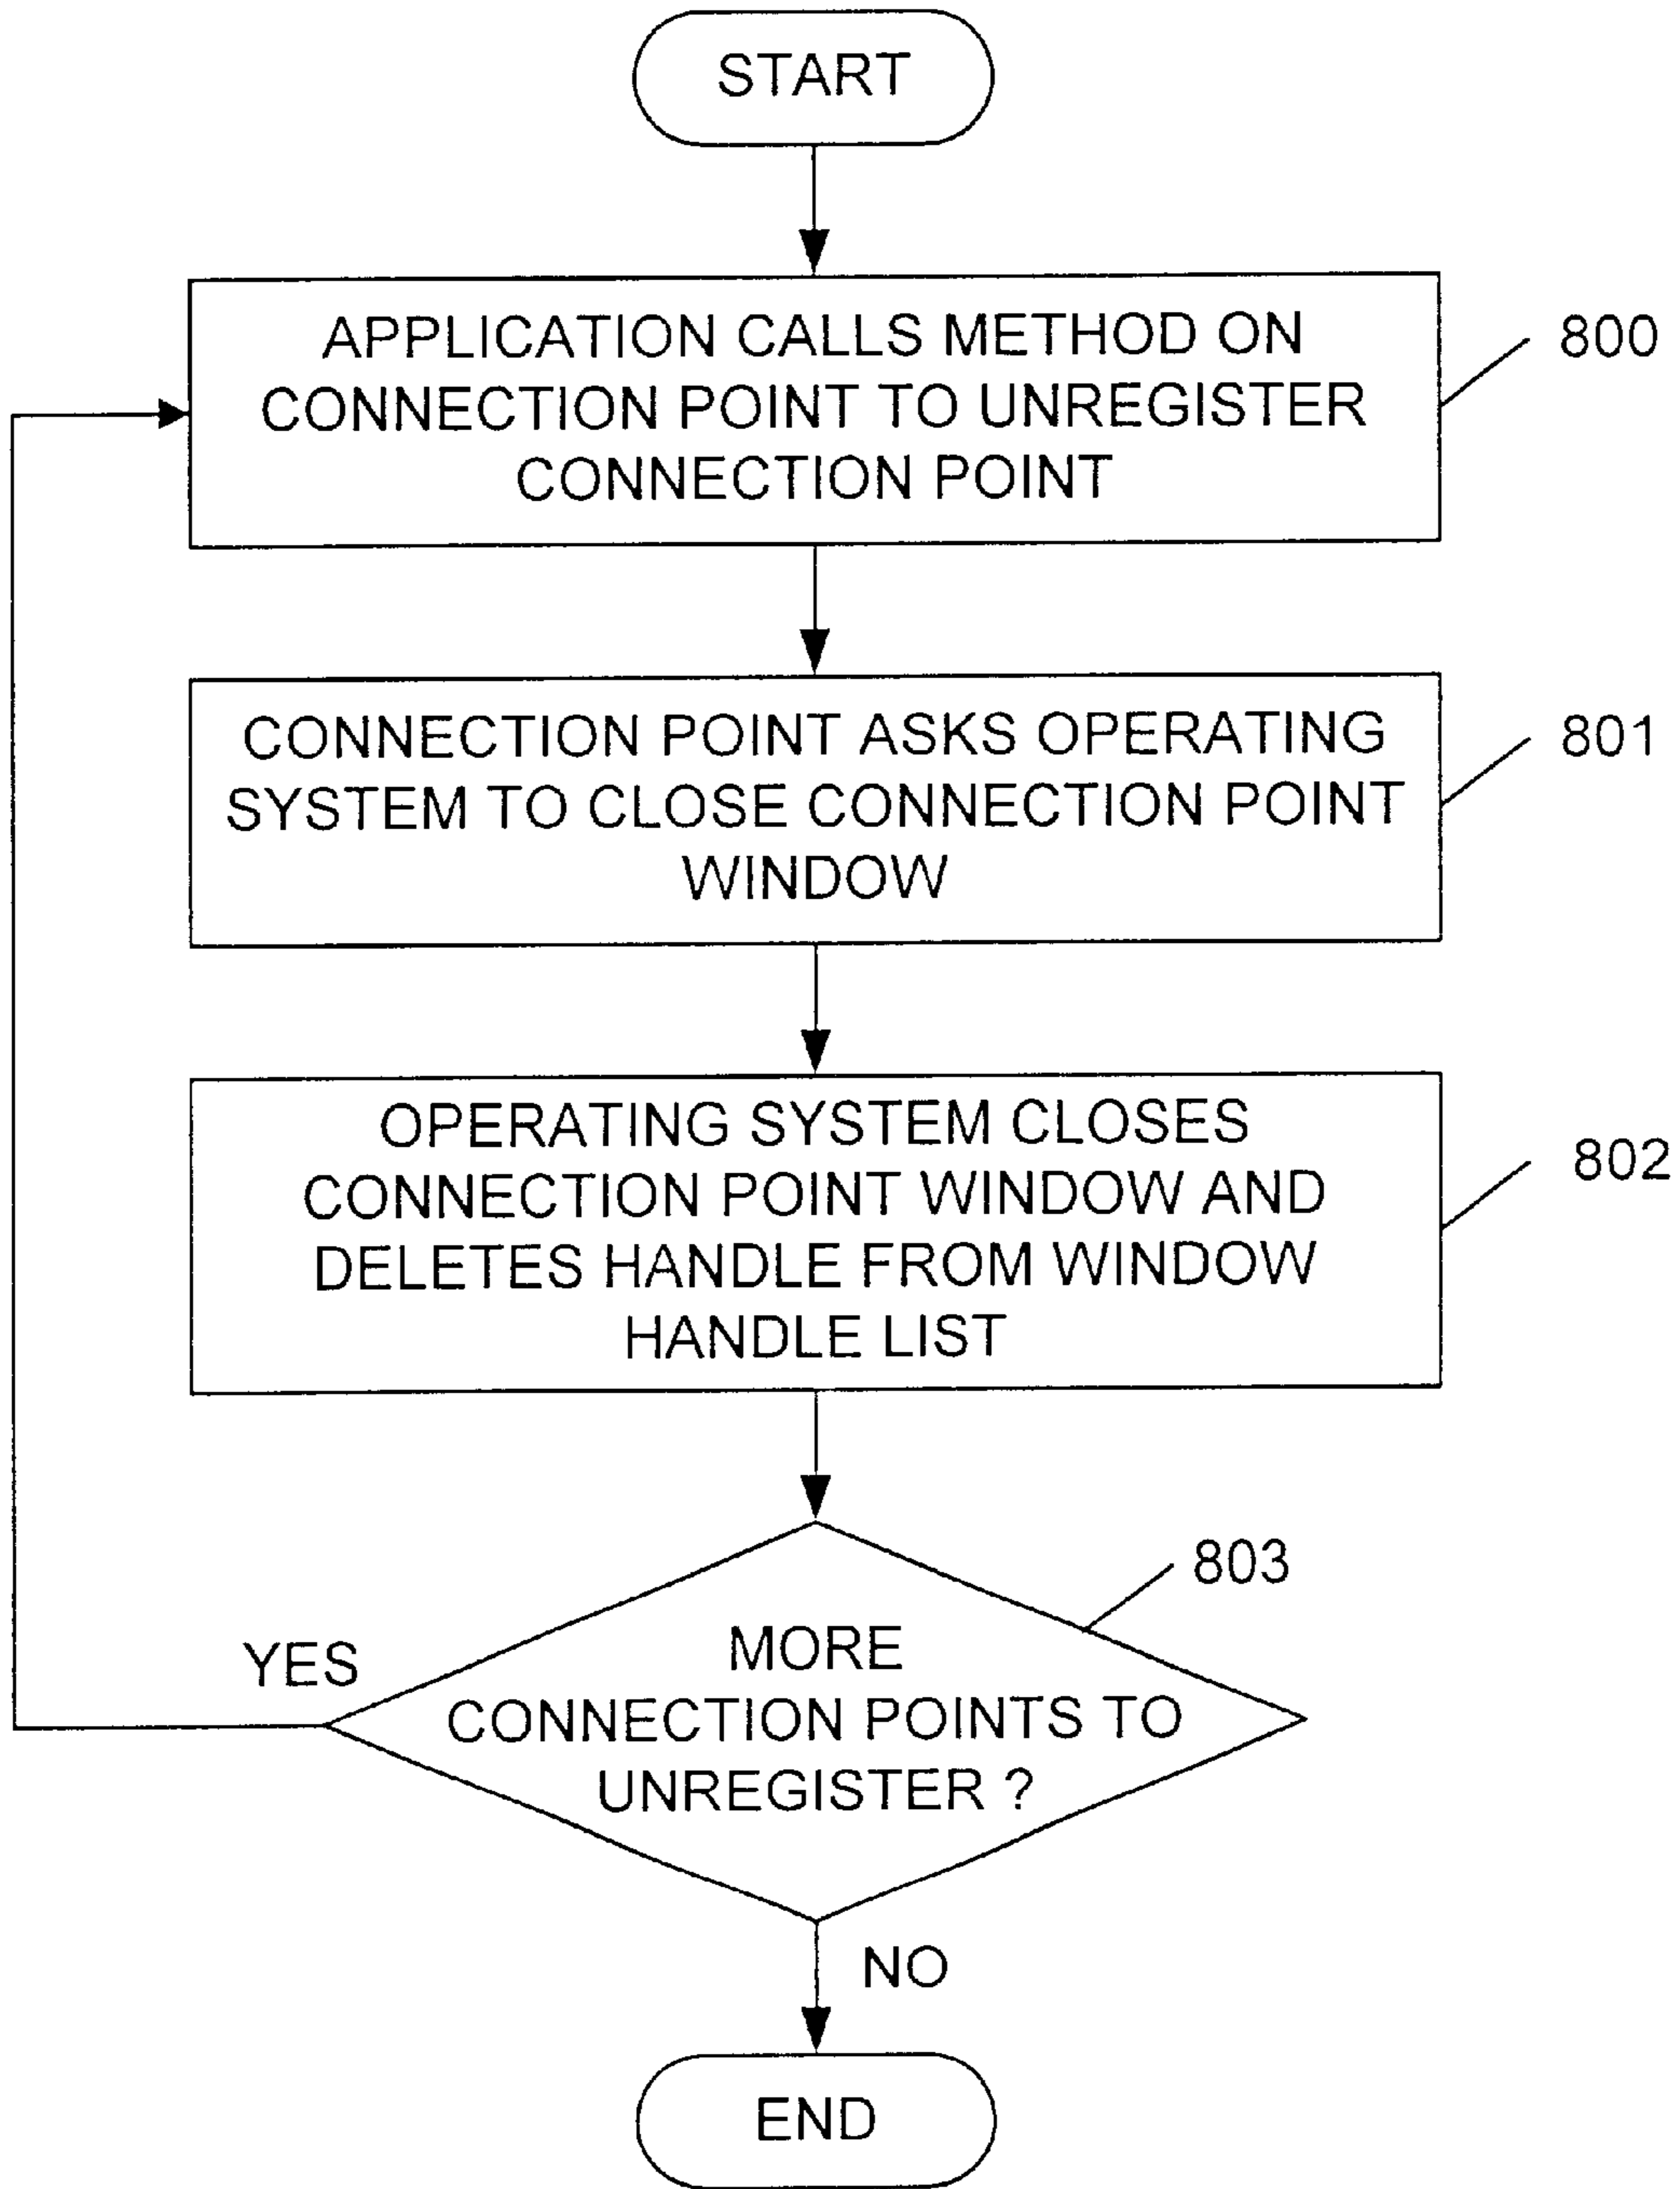 START
APPLICATION CALLS METHOD ON
CONNECTION POINT TO UNREGISTER
CONNECTION POINT
800
CONNECTION POINT ASKS OPERATING
SYSTEM TO CLOSE CONNECTION POINT
WINDOW
801
OPERATING SYSTEM CLOSES
CONNECTION POINT WINDOW AND
DELETES HANDLE FROM WINDOW
HANDLE LIST
802
803
YES
MORE
CONNECTION POINTS TO
UNREGISTER ?
NO
END